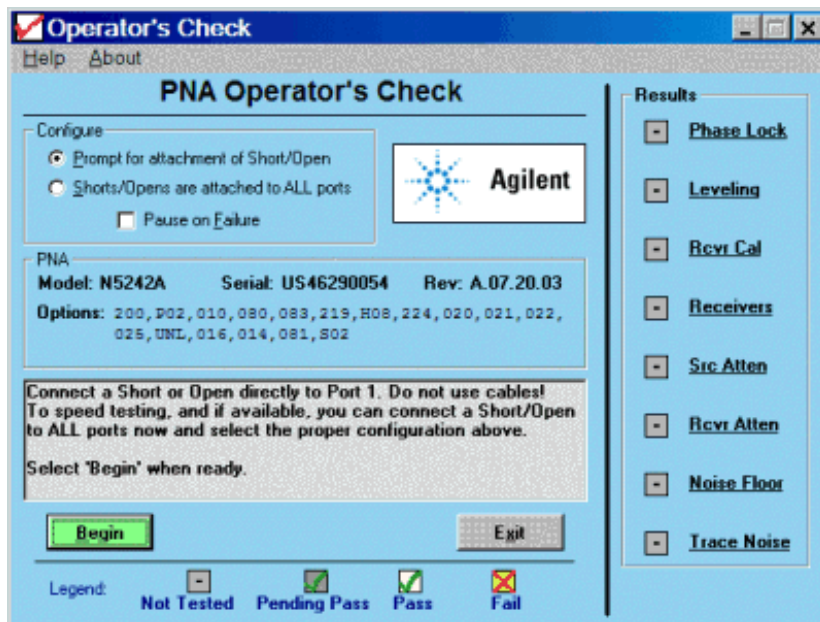 Operator's Check
Help About
PNA Operator's Check
Configure
Prompt for attachment of Short/Open
Shorts/Opens are attached to ALL ports
Pause on Failure
Agilent
PNA
Model: N5242A Serial: US46290054 Rev: A.07.20.03
Options: 200,P02,010,080,083,219,H08,224,020,021,022,
025,UNL,016,014,081,S02
Connect a Short or Open directly to Port 1. Do not use cables!
To speed testing, and if available, you can connect a Short/Open
to ALL ports now and select the proper configuration above.
Select 'Begin' when ready.
Begin
Exit
Legend:
Not Tested
Pending Pass
Pass
Fail
Results
Phase Lock
Leveling
Rcvr Cal
Receivers
Src Atten
Rcvr Atten
Noise Floor
Trace Noise